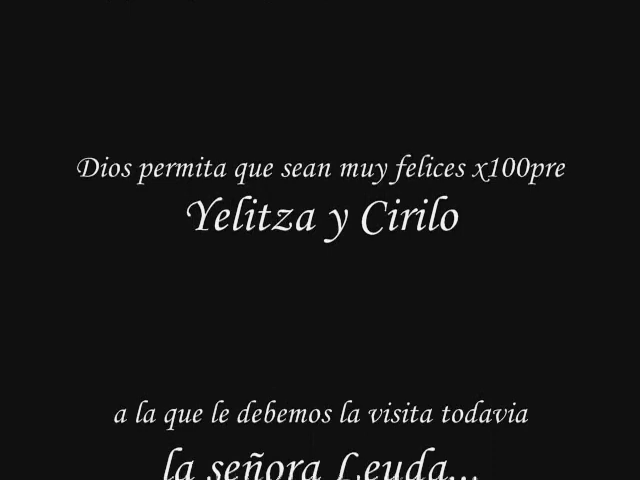 Dios permita que sean muy felices x100pre
Yelitza y Cirilo
a la que le debemos la visita todavia
la señora Leuda...